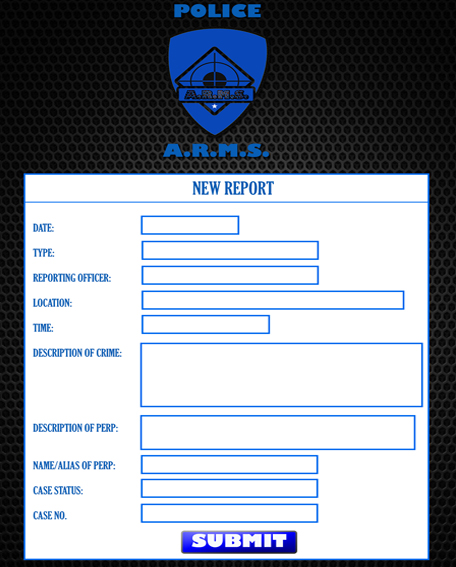 POLICE
A.R.M.S.
A.R.M.S.
NEW REPORT
DATE:
TYPE:
REPORTING OFFICER:
LOCATION:
TIME:
DESCRIPTION OF CRIME:
DESCRIPTION OF PERP:
NAME/ALIAS OF PERP:
CASE STATUS:
CASE NO.
SUBMIT